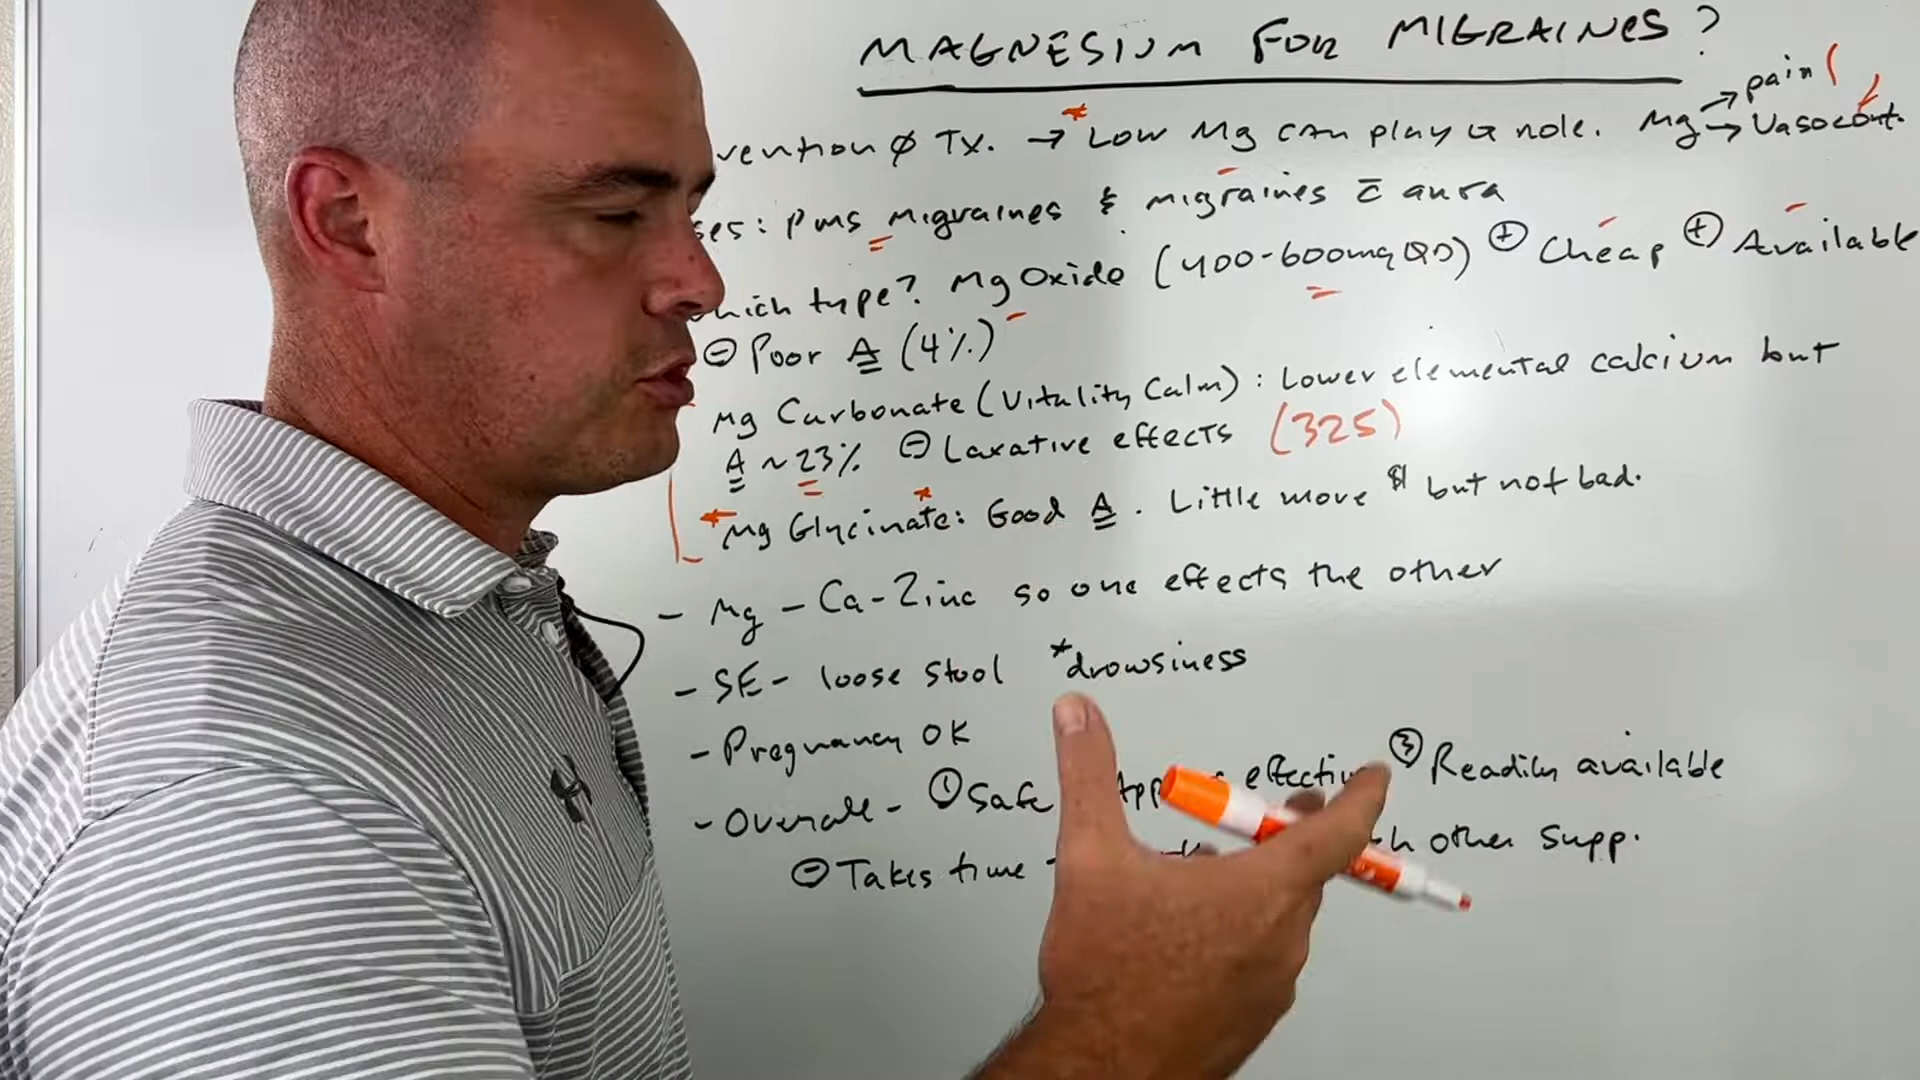 MAGNESIUM FOR MIGRAINES?
vention Ø Tx. → * Low Mg can play a role. Mg → pain
→ Vasoconst.
ses: PMS Migraines & migraines c̄ aura
hich type? Mg Oxide (400-600mg QD) ⊕ Cheap ⊕ Available
⊖ Poor A (4%)
Mg Carbonate (Vitality Calm): Lower elemental calcium but
A ~ 23% ⊖ Laxative effects (325)
* Mg Glycinate: Good A. Little more $ but not bad.
- Mg - Ca - Zinc so one effects the other
- SE - loose stool *drowsiness
- Pregnancy OK
- Overall - ① Safe effective ③ Readily available
⊖ Takes time other supp.